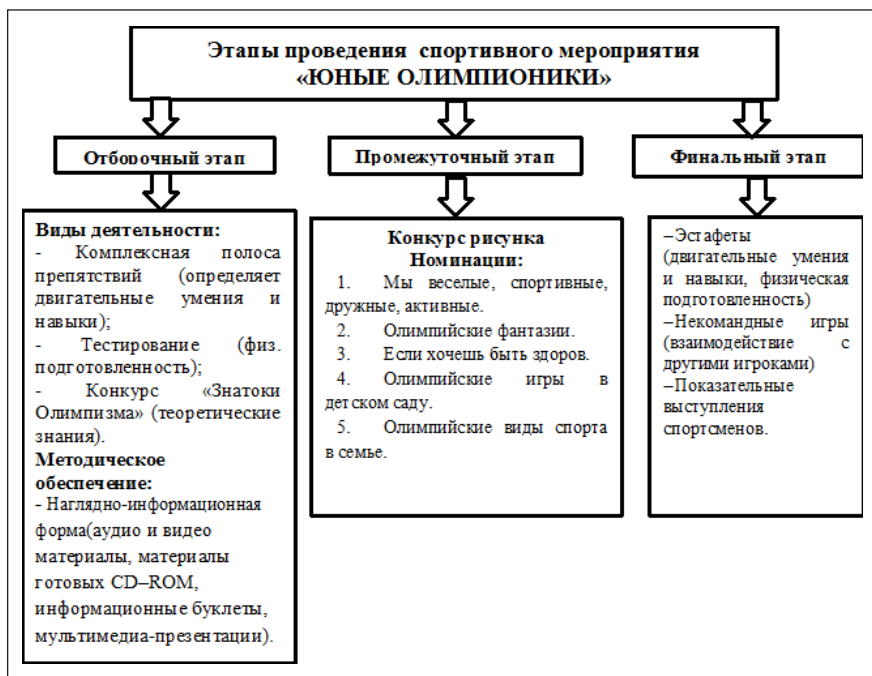 Этапы проведения спортивного мероприятия
«ЮНЫЕ ОЛИМПИОНИКИ»
Отборочный этап
Виды деятельности:
- Комплексная полоса
препятствий (определяет
двигательные умения и
навыки);
- Тестирование (физ.
подготовленность);
- Конкурс «Знатоки
Олимпизма» (теоретические
знания).
Методическое
обеспечение:
- Наглядно-информационная
форма(аудио и видео
материалы, материалы
готовых CD–ROM,
информационные буклеты,
мультимедиа-презентации).
Промежуточный этап
Конкурс рисунка
Номинации:
1. Мы веселые, спортивные,
дружные, активные.
2. Олимпийские фантазии.
3. Если хочешь быть здоров.
4. Олимпийские игры в
детском саду.
5. Олимпийские виды спорта
в семье.
Финальный этап
–Эстафеты
(двигательные умения
и навыки, физическая
подготовленность)
–Некомандные игры
(взаимодействие с
другими игроками)
–Показательные
выступления
спортсменов.